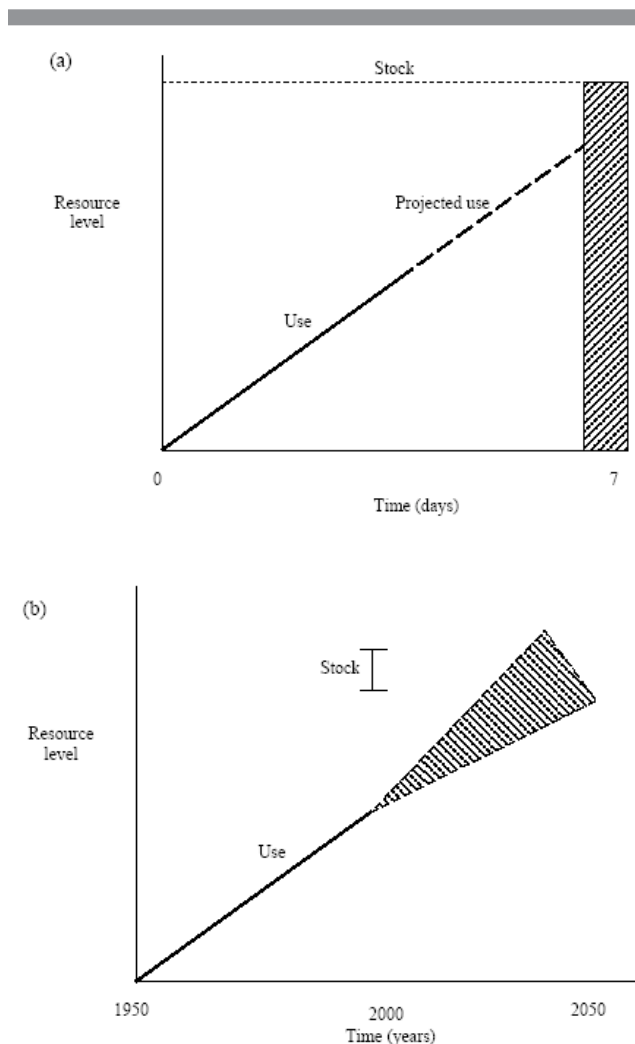 (a)
Stock
Projected use
Resource
level
Use
0
7
Time (days)
(b)
Stock
Resource
level
Use
1950
2000
2050
Time (years)